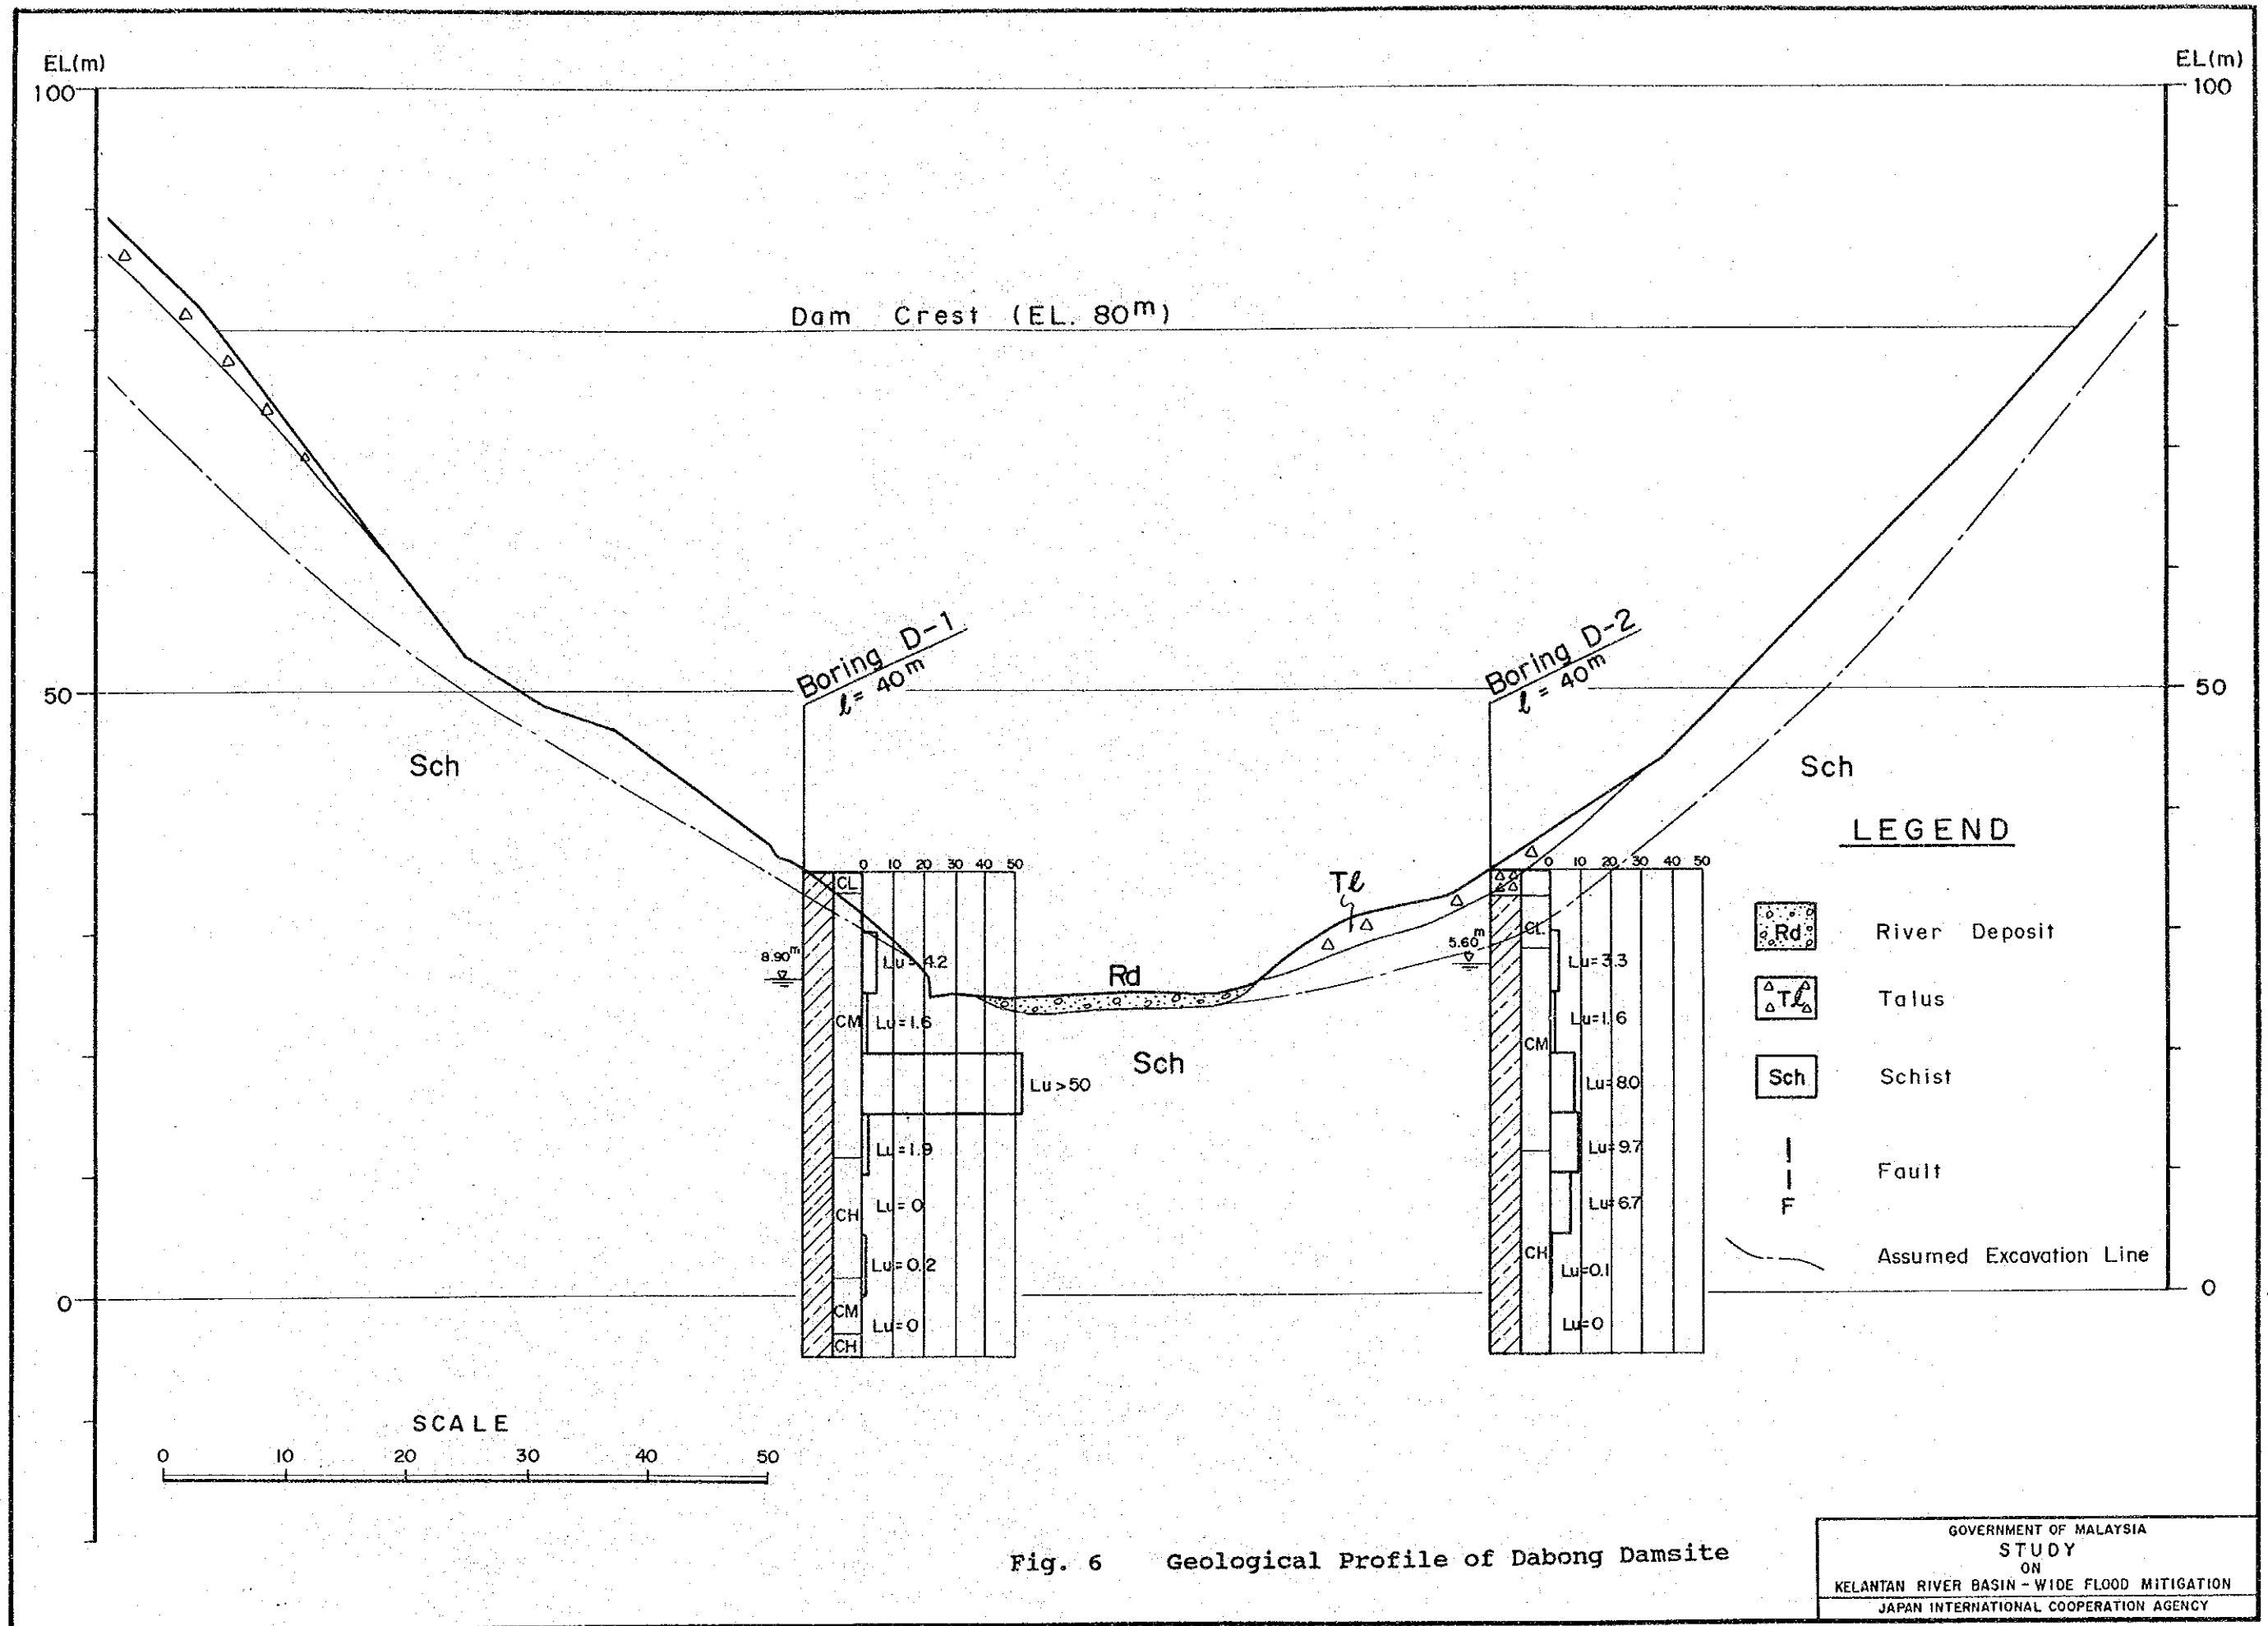 EL(m)
EL(m)
100
100
Dam Crest (EL. 80m)
Boring D-1
l = 40m
Boring D-2
l = 40m
50
50
Sch
Sch
LEGEND
0 10 20 30 40 50
0 10 20 30 40 50
CL
Tl
Rd
River Deposit
CL
8.90m
5.60m
Lu=4.2
Lu=3.3
Rd
Tl
Talus
CM
Lu=1.6
Lu=1.6
CM
Sch
Sch
Schist
Lu>50
Lu=8.0
Lu=1.9
Lu=9.7
F
Fault
CH
Lu=0
Lu=6.7
CH
Lu=0.2
Lu=0.1
Assumed Excavation Line
0
0
CM
Lu=0
Lu=0
CH
SCALE
0 10 20 30 40 50
Fig. 6 Geological Profile of Dabong Damsite
GOVERNMENT OF MALAYSIA
STUDY
ON
KELANTAN RIVER BASIN-WIDE FLOOD MITIGATION
JAPAN INTERNATIONAL COOPERATION AGENCY